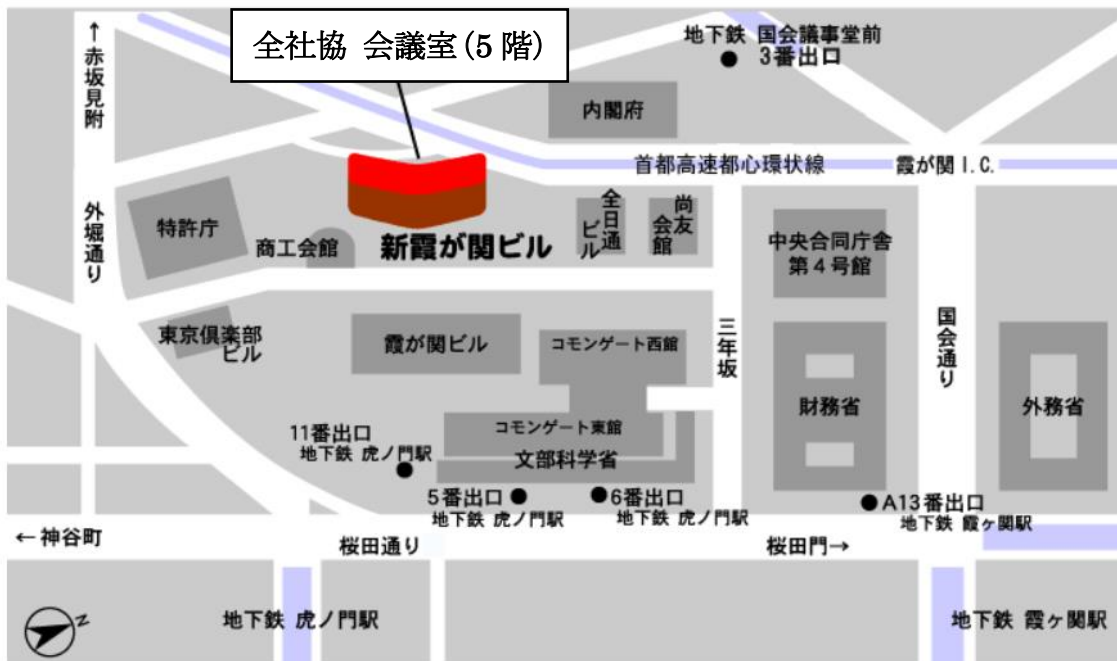 全社協 会議室(5階)
地下鉄 国会議事堂前
3番出口
↑赤坂見附
内閣府
首都高速都心環状線
霞が関 I.C.
外堀通り
特許庁
商工会館
新霞が関ビル
全日通
ビル
尚友
会館
中央合同庁舎
第4号館
東京倶楽部
ビル
霞が関ビル
コモンゲート西館
三年坂
国会通り
財務省
外務省
コモンゲート東館
文部科学省
11番出口
地下鉄 虎ノ門駅
5番出口
地下鉄 虎ノ門駅
6番出口
地下鉄 虎ノ門駅
A13番出口
地下鉄 霞ヶ関駅
←神谷町
桜田通り
桜田門→
地下鉄 虎ノ門駅
地下鉄 霞ヶ関駅
N